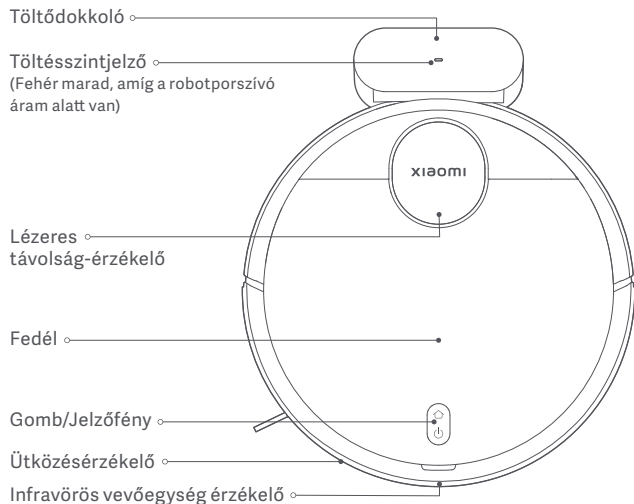 Töltődokkoló
Töltésszintjelző
(Fehér marad, amíg a robotporszívó
áram alatt van)
xiaomi
Lézeres
távolság-érzékelő
Fedél
Gomb/Jelzőfény
Ütközésérzékelő
Infravörös vevőegység érzékelő